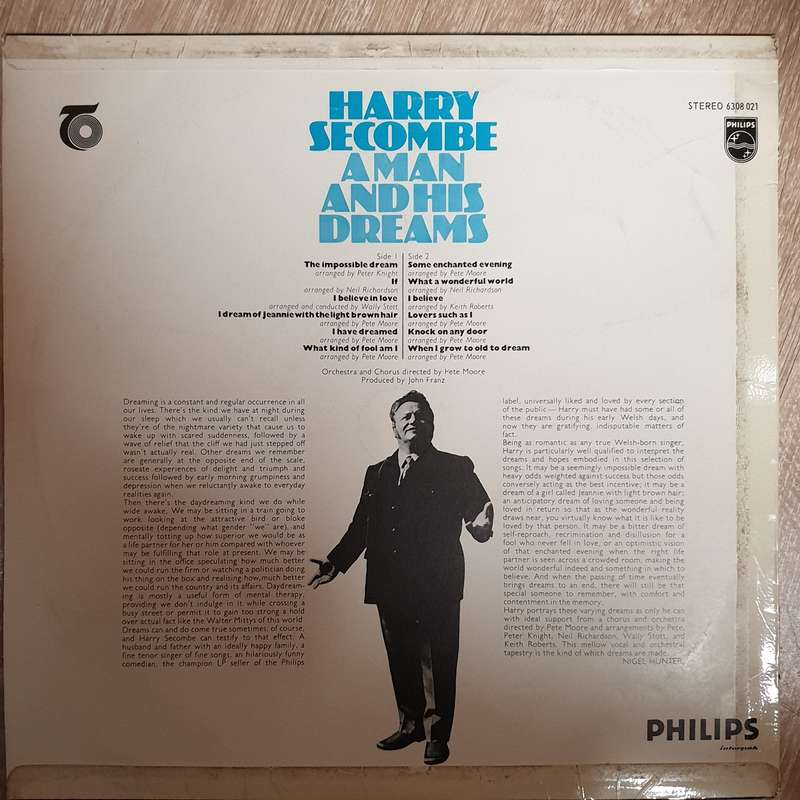 HARRY
SECOMBE
A MAN
AND HIS
DREAMS
STEREO 6308 021
PHILIPS
Side 1
The impossible dream
arranged by Peter Knight
If
arranged by Neil Richardson
I believe in love
arranged and conducted by Wally Stott
I dream of Jeannie with the light brown hair
arranged by Pete Moore
I have dreamed
arranged by Pete Moore
What kind of fool am I
arranged by Pete Moore
Side 2
Some enchanted evening
arranged by Pete Moore
What a wonderful world
arranged by Neil Richardson
I believe
arranged by Keith Roberts
Lovers such as I
arranged by Pete Moore
Knock on any door
arranged by Pete Moore
When I grow to old to dream
arranged by Pete Moore
Orchestra and Chorus directed by Pete Moore
Produced by John Franz
Dreaming is a constant and regular occurrence in all
our lives. There's the kind we have at night during
our sleep which we usually can't recall unless
they're of the nightmare variety that cause us to
wake up with scared suddenness, followed by a
wave of relief that the cliff we had just stepped off
wasn't actually real. Other dreams we remember
are generally at the opposite end of the scale,
roseate experiences of delight and triumph and
success followed by early morning grumpiness and
depression when we reluctantly awake to everyday
realities again.
Then there's the daydreaming kind we do while
wide awake. We may be sitting in a train going to
work, looking at the attractive bird or bloke
opposite (depending what gender "we" are), and
mentally totting up how superior we would be as
a life partner for her or him compared with whoever
may be fulfilling that role at present. We may be
sitting in the office speculating how much better
we could run the firm or watching a politician doing
his thing on the box and realising how much better
we could run the country and its affairs. Daydream-
ing is mostly a useful form of mental therapy,
providing we don't indulge in it while crossing a
busy street or permit it to gain too strong a hold
over actual fact like the Walter Mittys of this world.
Dreams can and do come true sometimes, of course,
and Harry Secombe can testify to that effect. A
husband and father with an ideally happy family, a
fine tenor singer of fine songs, an hilariously funny
comedian, the champion LP seller of the Philips
label, universally liked and loved by every section
of the public — Harry must have had some or all of
these dreams during his early Welsh days, and
now they are gratifying, indisputable matters of
fact.
Being as romantic as any true Welsh-born singer,
Harry is particularly well qualified to interpret the
dreams and hopes embodied in this selection of
songs. It may be a seemingly impossible dream with
heavy odds weighted against success but those odds
conversely acting as the best incentive; it may be a
dream of a girl called Jeannie with light brown hair;
an anticipatory dream of loving someone and being
loved in return so that as the wonderful reality
draws near, you virtually know what it is like to be
loved by that person. It may be a bitter dream of
self-reproach, recrimination and disillusion for a
fool who never fell in love, or an optimistic vision
of that enchanted evening when the right life
partner is seen across a crowded room, making the
world wonderful indeed and something in which to
believe. And when the passing of time eventually
brings dreams to an end, there will still be that
special someone to remember, with comfort and
contentment in the memory.
Harry portrays these varying dreams as only he can
with ideal support from a chorus and orchestra
directed by Pete Moore and arrangements by Pete,
Peter Knight, Neil Richardson, Wally Stott, and
Keith Roberts. This mellow vocal and orchestral
tapestry is the kind of which dreams are made.
NIGEL HUNTER
PHILIPS
interpak